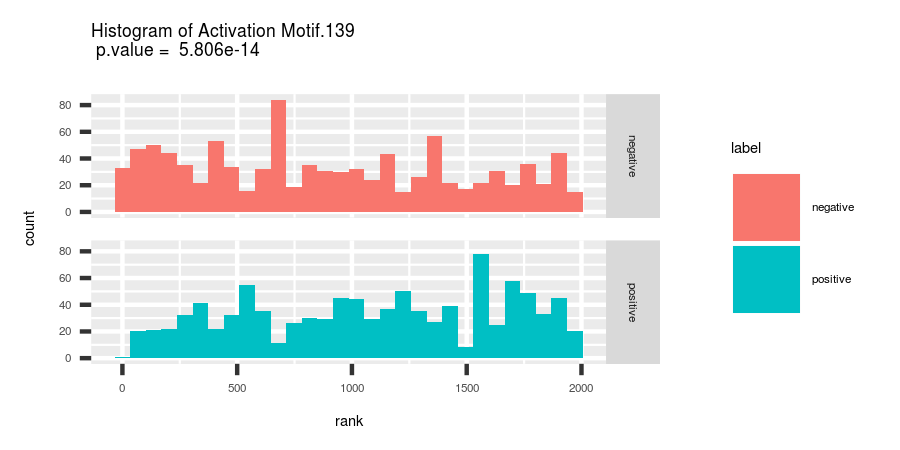 Histogram of Activation Motif.139
p.value = 5.806e-14
80
60
40
20
0
negative
80
60
40
20
0
positive
0 500 1000 1500 2000
rank
count
label
negative
positive